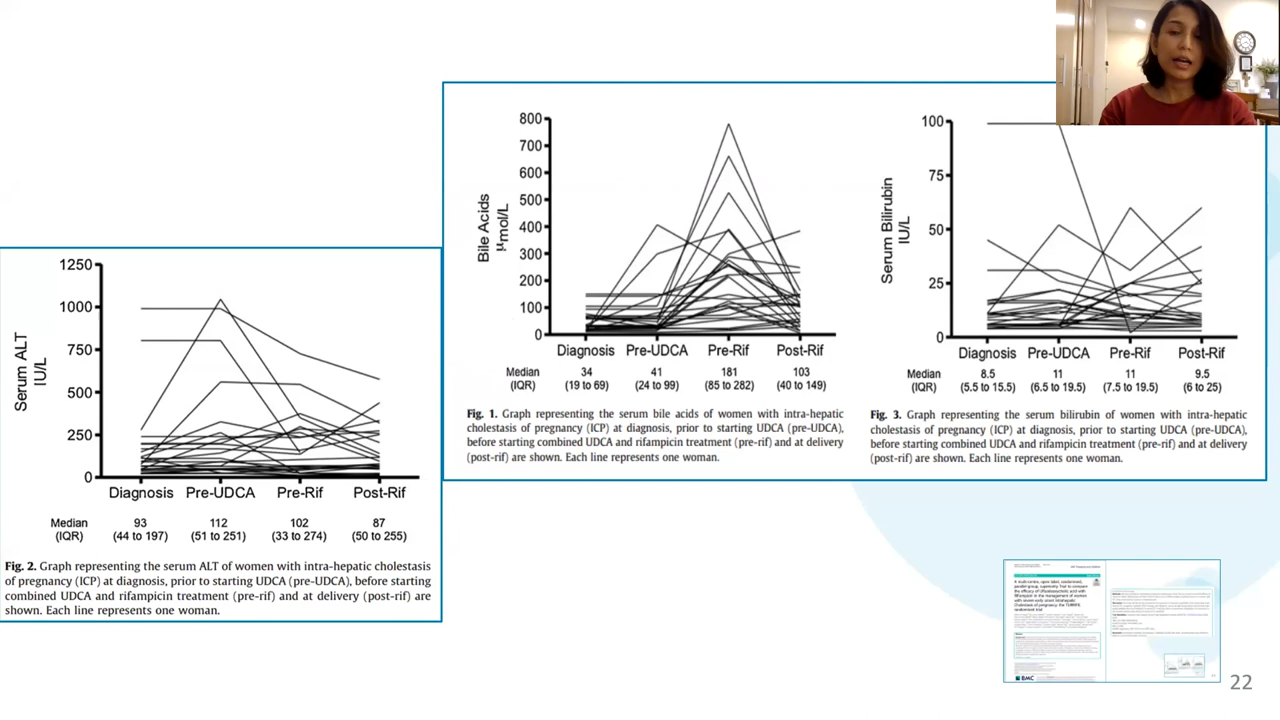 800
700
600
500
400
300
200
100
0
Bile Acids
µmol/L
Diagnosis Pre-UDCA Pre-Rif Post-Rif
Median 34 41 181 103
(IQR) (19 to 69) (24 to 99) (85 to 282) (40 to 149)
Fig. 1. Graph representing the serum bile acids of women with intra-hepatic
cholestasis of pregnancy (ICP) at diagnosis, prior to starting UDCA (pre-UDCA),
before starting combined UDCA and rifampicin treatment (pre-rif) and at delivery
(post-rif) are shown. Each line represents one woman.
100
75
50
25
0
Serum Bilirubin
IU/L
Diagnosis Pre-UDCA Pre-Rif Post-Rif
Median 8.5 11 11.5 9.5
(IQR) (5.5 to 15.5) (6.5 to 19.5) (7.5 to 19.5) (6 to 25)
Fig. 3. Graph representing the serum bilirubin of women with intra-hepatic
cholestasis of pregnancy (ICP) at diagnosis, prior to starting UDCA (pre-UDCA),
before starting combined UDCA and rifampicin treatment (pre-rif) and at delivery
(post-rif) are shown. Each line represents one woman.
1250
1000
750
500
250
0
Serum ALT
IU/L
Diagnosis Pre-UDCA Pre-Rif Post-Rif
Median 93 112 102 87
(IQR) (44 to 197) (51 to 251) (33 to 274) (50 to 255)
Fig. 2. Graph representing the serum ALT of women with intra-hepatic cholestasis
of pregnancy (ICP) at diagnosis, prior to starting UDCA (pre-UDCA), before starting
combined UDCA and rifampicin treatment (pre-rif) and at delivery (post-rif) are
shown. Each line represents one woman.
BMC
22